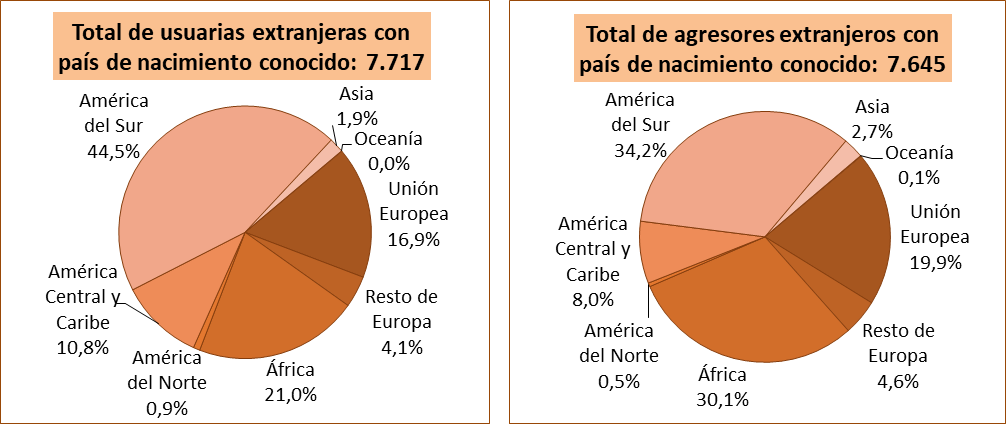 Total de usuarias extranjeras con
país de nacimiento conocido: 7.717
América
del Sur
44,5%
Asia
1,9%
Oceanía
0,0%
Unión
Europea
16,9%
Resto de
Europa
4,1%
África
21,0%
América
del Norte
0,9%
América
Central y
Caribe
10,8%
Total de agresores extranjeros con
país de nacimiento conocido: 7.645
América
del Sur
34,2%
Asia
2,7%
Oceanía
0,1%
Unión
Europea
19,9%
Resto de
Europa
4,6%
África
30,1%
América
del Norte
0,5%
América
Central y
Caribe
8,0%